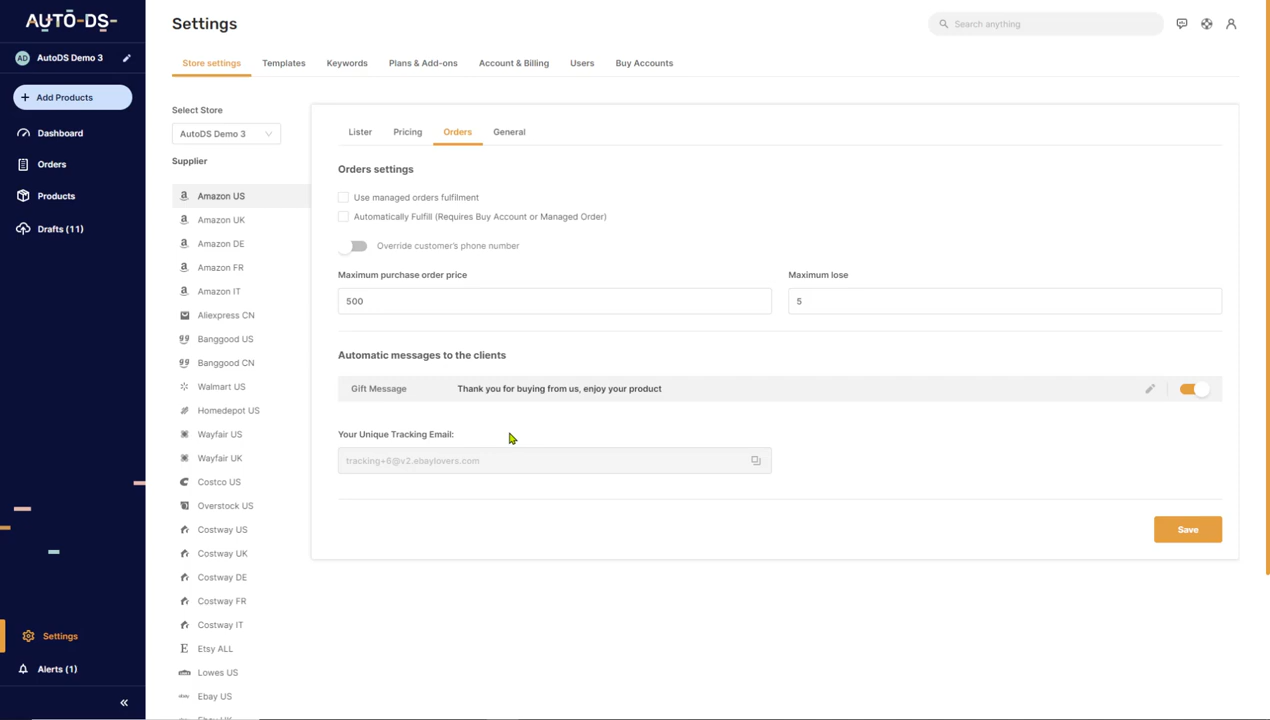 AUTO-DS-
AD AutoDS Demo 3
Add Products
Dashboard
Orders
Products
Drafts (11)
Settings
Alerts (1)
Settings
Search anything
Store settings Templates Keywords Plans & Add-ons Account & Billing Users Buy Accounts
Select Store
AutoDS Demo 3
Supplier
Amazon US
Amazon UK
Amazon DE
Amazon FR
Amazon IT
Aliexpress CN
Banggood US
Banggood CN
Walmart US
Homedepot US
Wayfair US
Wayfair UK
Costco US
Overstock US
Costway US
Costway UK
Costway DE
Costway FR
Costway IT
Etsy ALL
Lowes US
Ebay US
Ebay UK
Lister Pricing Orders General
Orders settings
Use managed orders fulfilment
Automatically Fulfill (Requires Buy Account or Managed Order)
Override customer's phone number
Maximum purchase order price Maximum lose
500 5
Automatic messages to the clients
Gift Message Thank you for buying from us, enjoy your product
Your Unique Tracking Email:
tracking+6@v2.ebaylovers.com
Save